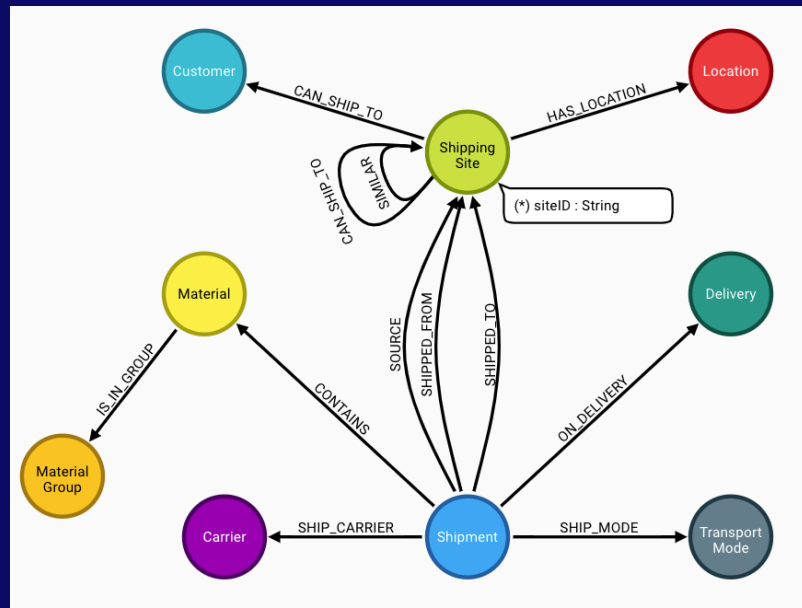 Customer
Location
CAN_SHIP_TO
HAS_LOCATION
Shipping
Site
CAN_SHIP_TO
SIMILAR
(*) siteID : String
Material
Delivery
SOURCE
SHIPPED_FROM
SHIPPED_TO
IS_IN_GROUP
CONTAINS
ON_DELIVERY
Material
Group
Carrier
SHIP_CARRIER
Shipment
SHIP_MODE
Transport
Mode